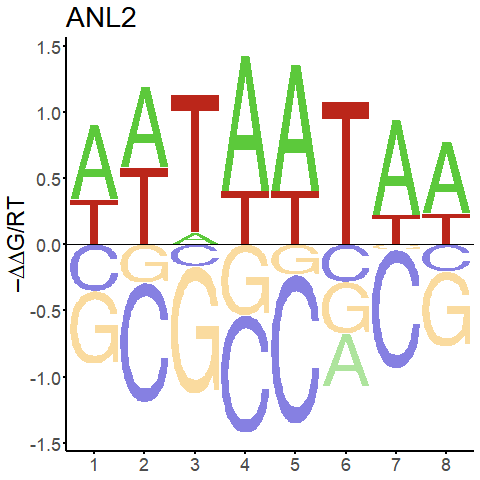 ANL2
−ΔΔG/RT
1.5
1.0
0.5
0.0
-0.5
-1.0
-1.5
A A T A A T A A
T T A T T T T
C G C G G C C
G C G C C G C G
A
1 2 3 4 5 6 7 8